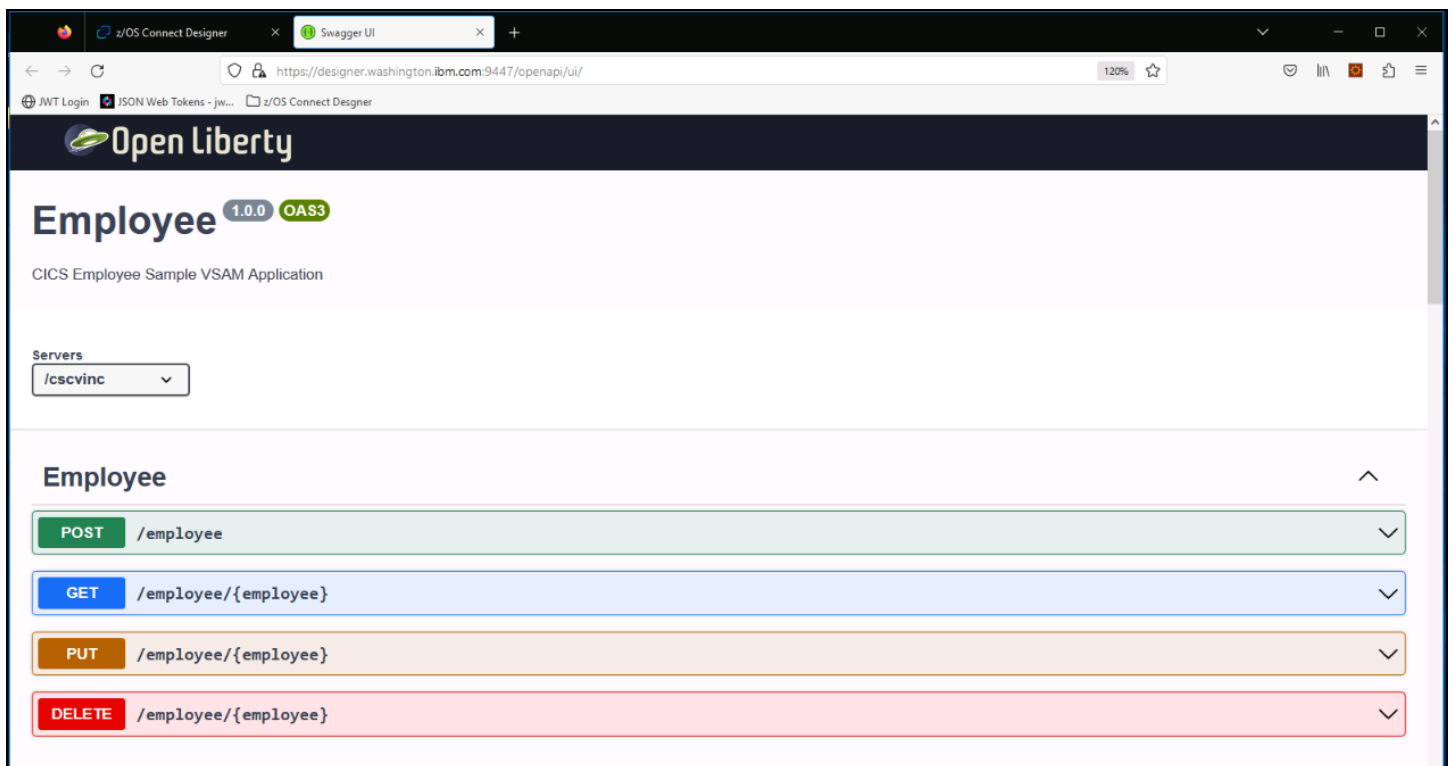 z/OS Connect Designer
Swagger UI
https://designer.washington.ibm.com:9447/openapi/ui/
120%
JWT Login
JSON Web Tokens - jw...
z/OS Connect Desgner
Open Liberty
Employee 1.0.0 OAS3
CICS Employee Sample VSAM Application
Servers
/cscvinc
Employee
POST /employee
GET /employee/{employee}
PUT /employee/{employee}
DELETE /employee/{employee}